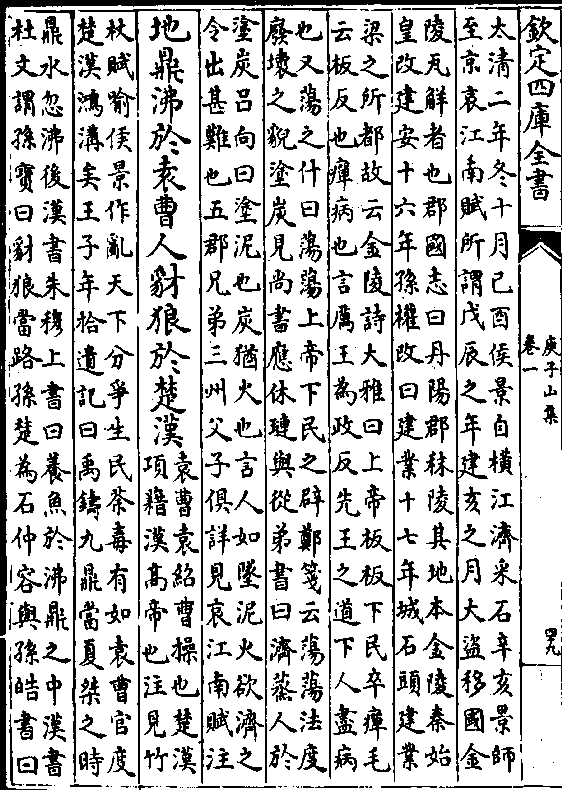 欽定四庫全書
庚子山集
卷一
罕九
太清二年冬十月己酉侯景自橫江濟采石辛亥景師
至京哀江南賦所謂戊辰之年建亥之月大盜移國金
陵瓦解者也郡國志曰丹陽郡秣陵其地本金陵秦始
皇改建安十六年孫權改曰建業十七年城石頭建業
梁之所都故云金陵詩大雅曰上帝板板下民卒癉毛
云板反也癉病也言厲王為政反先王之道下人盡病
也又蕩之什曰蕩蕩上帝下民之辟鄭箋云蕩蕩法度
廢壞之貌塗炭見尚書應休璉與從弟書曰濟蒸人於
塗炭吕向曰塗泥也炭猶火也言人如墜泥火欲濟之
令出甚難也五郡兄弟三州父子俱詳見哀江南賦注
地鼎沸於袁曹人豺狼於楚漢
袁曹袁紹曹操也楚漢
項籍漢高帝也注見竹
杖賦喻侯景作亂天下分爭生民荼毒有如袁曹官度
楚漢鴻溝矣王子年拾遺記曰禹鑄九鼎當夏桀之時
鼎水忽沸後漢書朱穆上書曰養魚於沸鼎之中漢書
杜文謂孫寶曰豺狼當路孫楚為石仲容與孫皓書曰